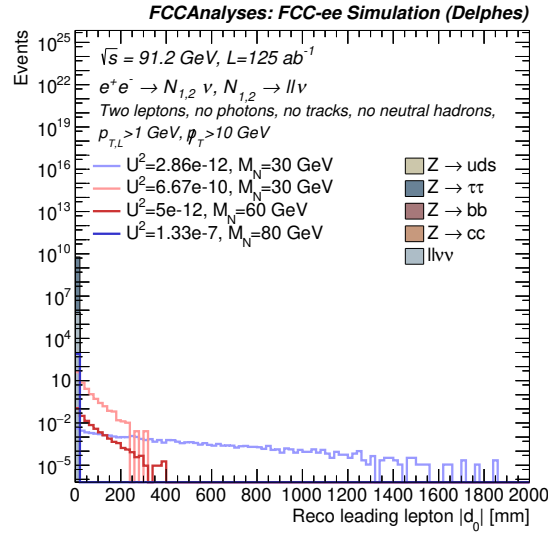 FCCAnalyses: FCC-ee Simulation (Delphes)
Events
√s = 91.2 GeV, L=125 ab⁻¹
e⁺e⁻ → N₁,₂ ν, N₁,₂ → llν
Two leptons, no photons, no tracks, no neutral hadrons,
p_T,L>1 GeV, p̸_T>10 GeV
U²=2.86e-12, M_N=30 GeV
U²=6.67e-10, M_N=30 GeV
U²=5e-12, M_N=60 GeV
U²=1.33e-7, M_N=80 GeV
Z → uds
Z → ττ
Z → bb
Z → cc
llνν
10²⁵
10²²
10¹⁹
10¹⁶
10¹³
10¹⁰
10⁷
10⁴
10
10⁻²
10⁻⁵
0 200 400 600 800 1000 1200 1400 1600 1800 2000
Reco leading lepton |d₀| [mm]